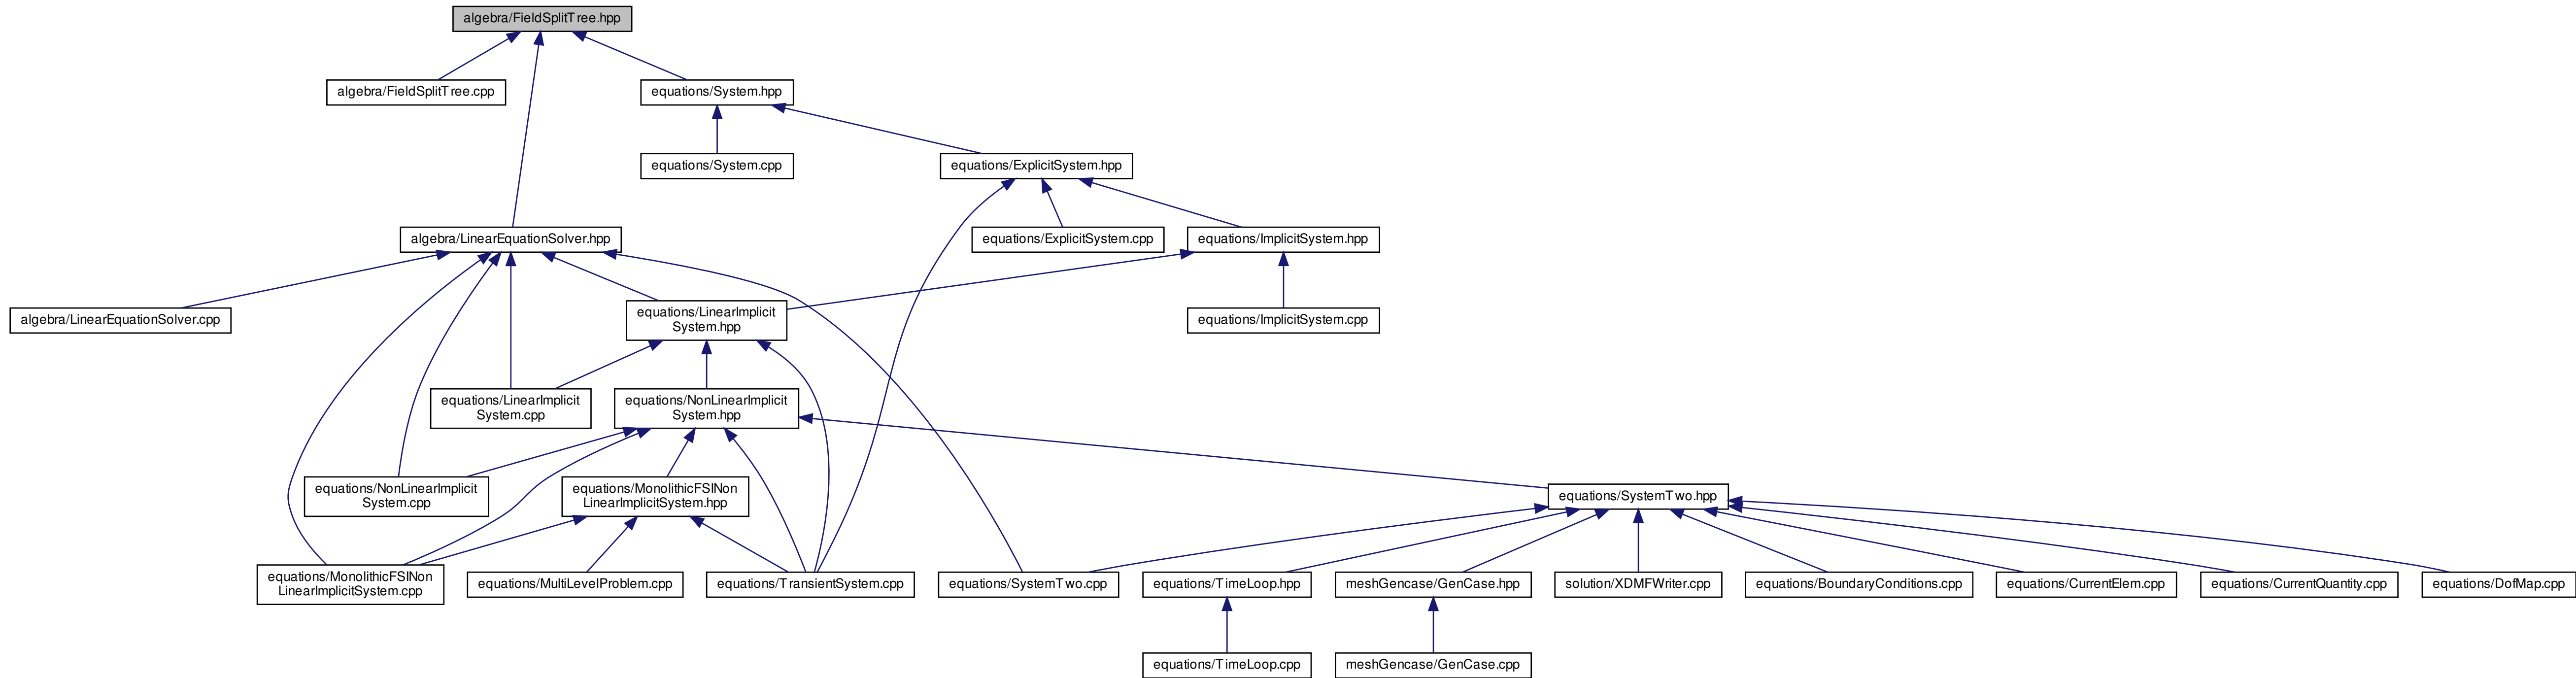 algebra/FieldSplitTree.hpp
algebra/FieldSplitTree.cpp
equations/System.hpp
equations/System.cpp
equations/ExplicitSystem.hpp
algebra/LinearEquationSolver.hpp
equations/ExplicitSystem.cpp
equations/ImplicitSystem.hpp
algebra/LinearEquationSolver.cpp
equations/LinearImplicit
System.hpp
equations/ImplicitSystem.cpp
equations/LinearImplicit
System.cpp
equations/NonLinearImplicit
System.hpp
equations/NonLinearImplicit
System.cpp
equations/MonolithicFSINon
LinearImplicitSystem.hpp
equations/SystemTwo.hpp
equations/MonolithicFSINon
LinearImplicitSystem.cpp
equations/MultiLevelProblem.cpp
equations/TransientSystem.cpp
equations/SystemTwo.cpp
equations/TimeLoop.hpp
meshGencase/GenCase.hpp
solution/XDMFWriter.cpp
equations/BoundaryConditions.cpp
equations/CurrentElem.cpp
equations/CurrentQuantity.cpp
equations/DofMap.cpp
equations/TimeLoop.cpp
meshGencase/GenCase.cpp